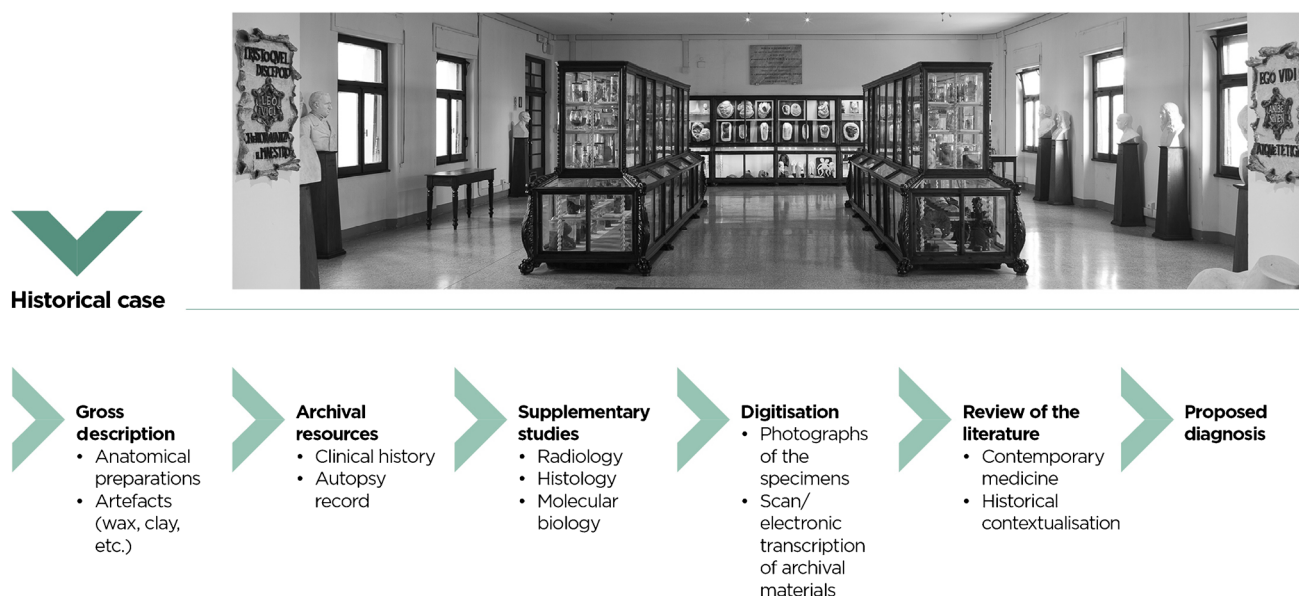 LEO
EGO VIDI
Historical case
Gross
description
• Anatomical
preparations
• Artefacts
(wax, clay,
etc.)
Archival
resources
• Clinical history
• Autopsy
record
Supplementary
studies
• Radiology
• Histology
• Molecular
biology
Digitisation
• Photographs
of the
specimens
• Scan/
electronic
transcription
of archival
materials
Review of the
literature
• Contemporary
medicine
• Historical
contextualisation
Proposed
diagnosis